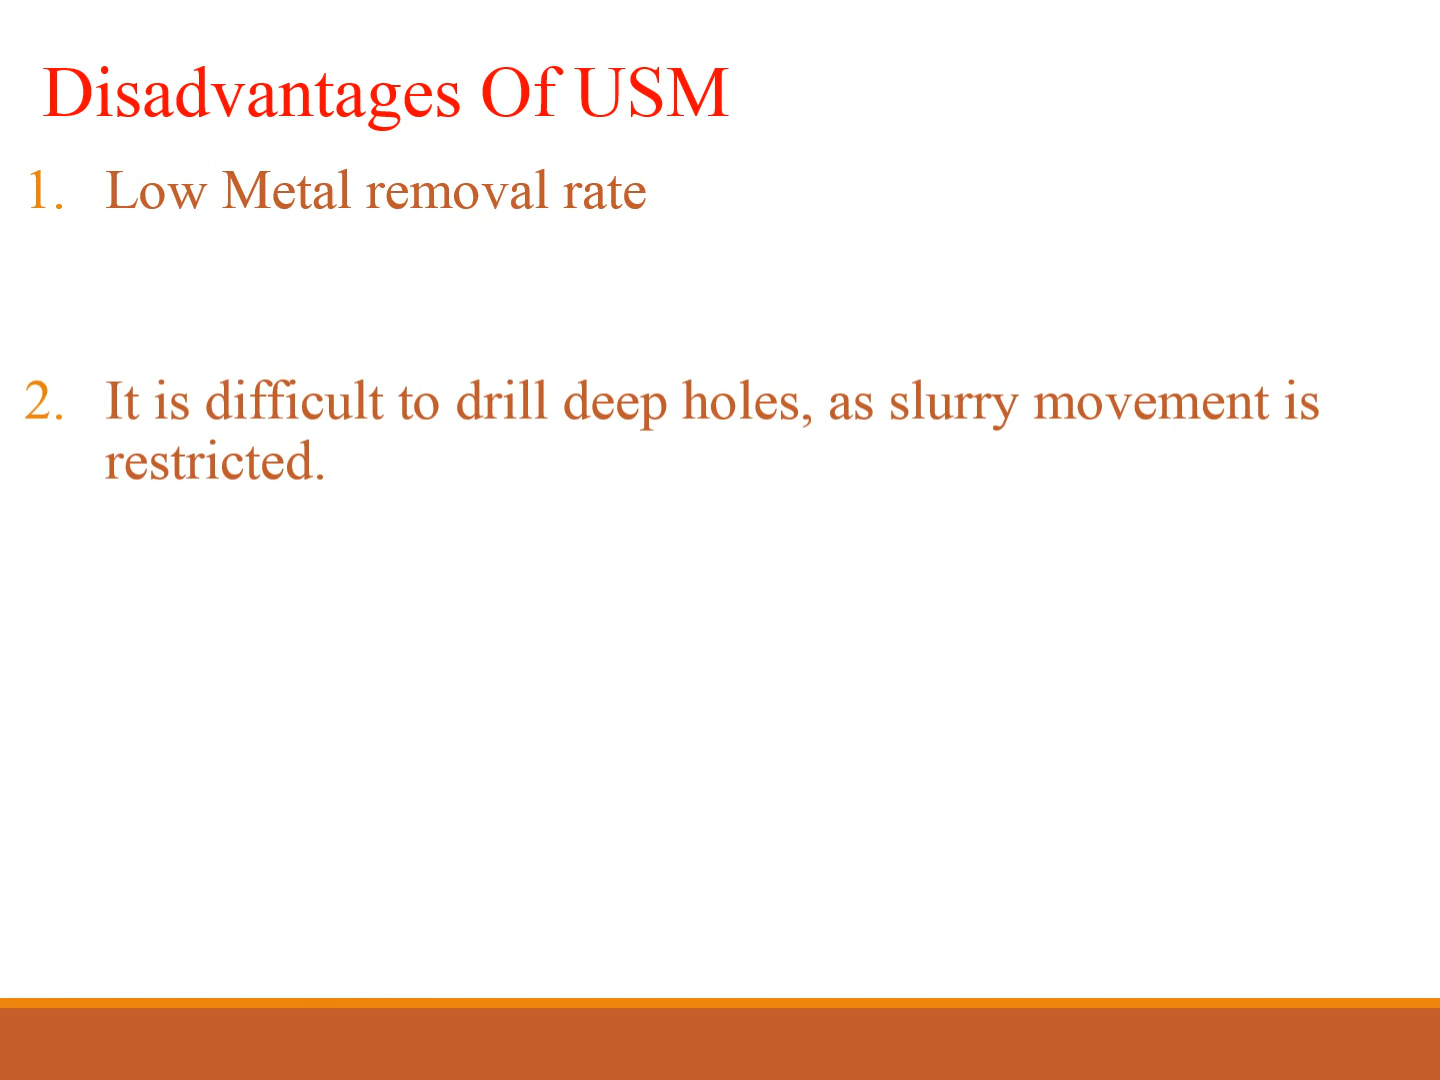 Disadvantages Of USM
1. Low Metal removal rate
2. It is difficult to drill deep holes, as slurry movement is
restricted.